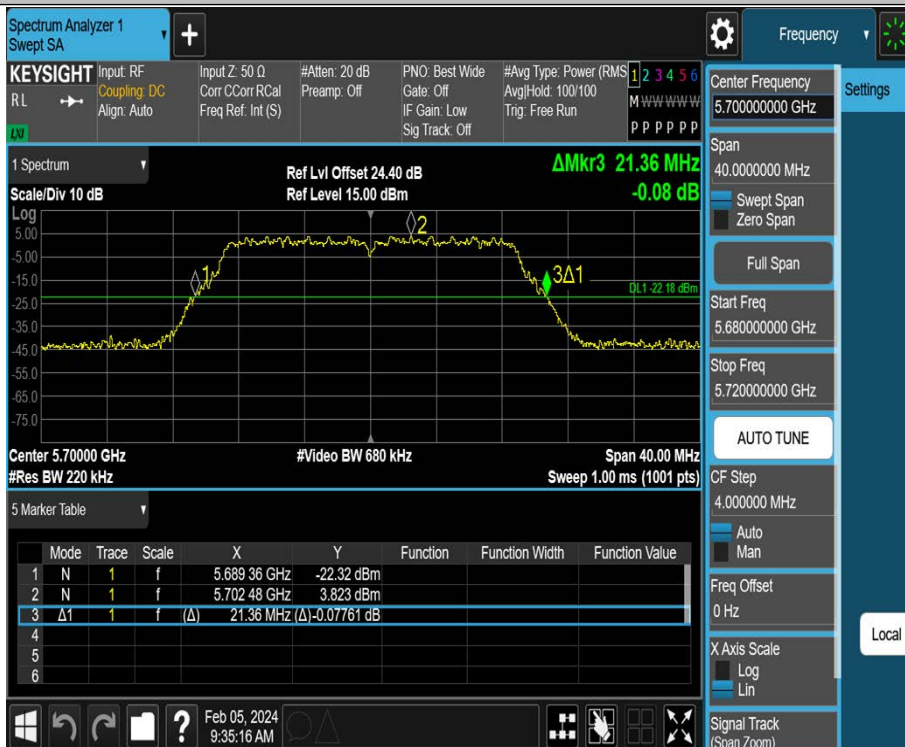 Spectrum Analyzer 1
Swept SA
+
Frequency
KEYSIGHT
RL
LXI
Input: RF
Coupling: DC
Align: Auto
Input Z: 50 Ω
Corr CCorr RCal
Freq Ref: Int (S)
#Atten: 20 dB
Preamp: Off
PNO: Best Wide
Gate: Off
IF Gain: Low
Sig Track: Off
#Avg Type: Power (RMS
Avg|Hold: 100/100
Trig: Free Run
1 2 3 4 5 6
M W W W W W
P P P P P P
1 Spectrum
Scale/Div 10 dB
Ref Lvl Offset 24.40 dB
Ref Level 15.00 dBm
ΔMkr3 21.36 MHz
-0.08 dB
Log
5.00
-5.00
-15.0
-25.0
-35.0
-45.0
-55.0
-65.0
-75.0
1
2
3Δ1
DL1 -22.18 dBm
Center 5.70000 GHz
#Video BW 680 kHz
Span 40.00 MHz
#Res BW 220 kHz
Sweep 1.00 ms (1001 pts)
5 Marker Table
Mode Trace Scale X Y Function Function Width Function Value
1 N 1 f 5.689 36 GHz -22.32 dBm
2 N 1 f 5.702 48 GHz 3.823 dBm
3 Δ1 1 f (Δ) 21.36 MHz (Δ) -0.07761 dB
4
5
6
?
Feb 05, 2024
9:35:16 AM
Center Frequency
5.700000000 GHz
Span
40.0000000 MHz
Swept Span
Zero Span
Full Span
Start Freq
5.680000000 GHz
Stop Freq
5.720000000 GHz
AUTO TUNE
CF Step
4.000000 MHz
Auto
Man
Freq Offset
0 Hz
X Axis Scale
Log
Lin
Signal Track
(Span Zoom)
Settings
Local